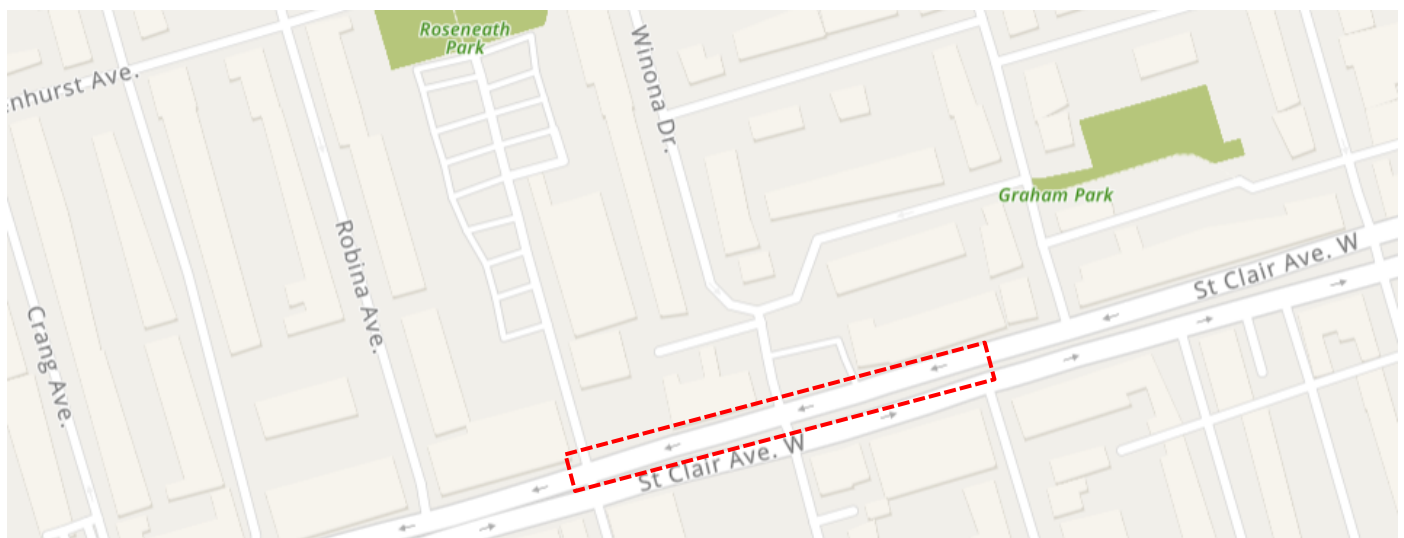 Roseneath
Park
Winona Dr.
nhurst Ave.
Graham Park
Robina Ave.
St Clair Ave. W
Crang Ave.
St Clair Ave. W